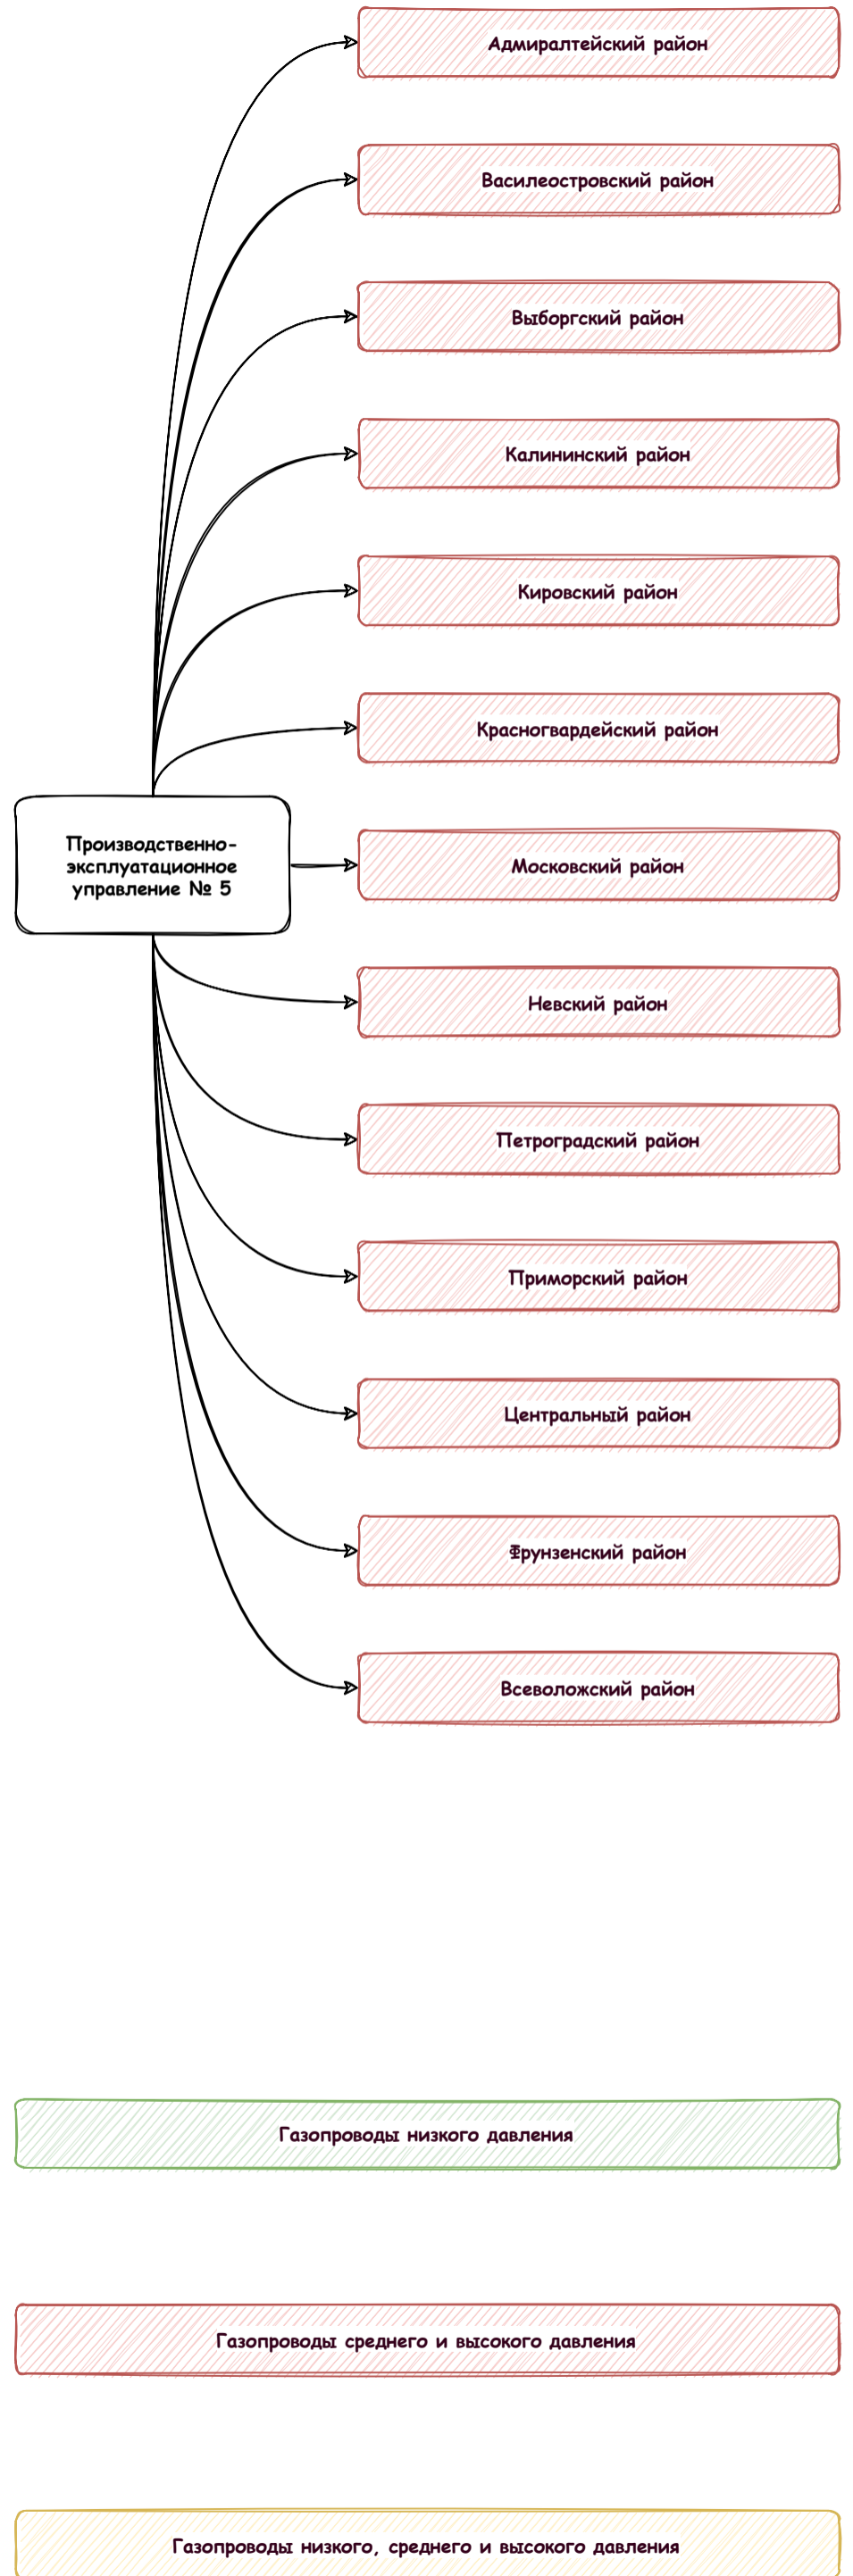 Адмиралтейский район
Василеостровский район
Выборгский район
Калининский район
Кировский район
Красногвардейский район
Производственно-
эксплуатационное
управление № 5
Московский район
Невский район
Петроградский район
Приморский район
Центральный район
Фрунзенский район
Всеволожский район
Газопроводы низкого давления
Газопроводы среднего и высокого давления
Газопроводы низкого, среднего и высокого давления